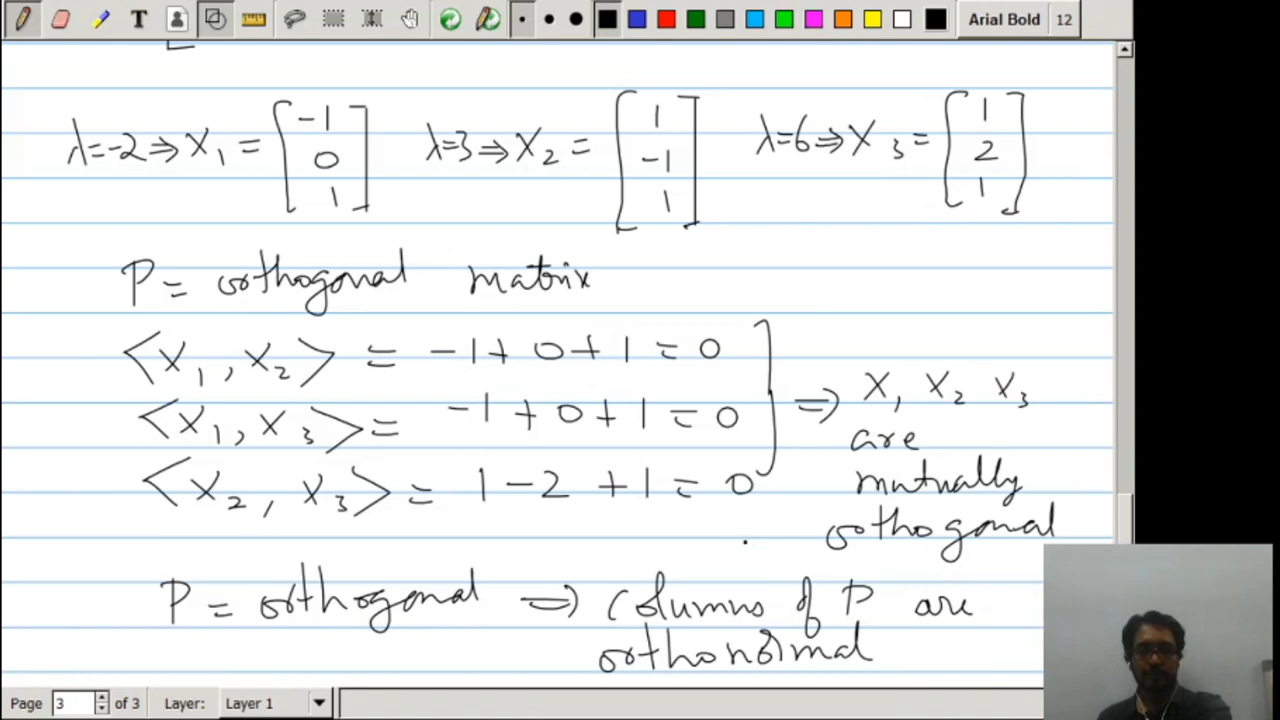 Arial Bold 12
λ=-2⇒X₁ = [-1 0 1] λ=3⇒X₂ = [1 -1 1] λ=6⇒X₃ = [1 2 1]
P = orthogonal matrix
<X₁, X₂> = -1+ 0+ 1 = 0
<X₁, X₃> = -1 + 0 + 1 = 0
<X₂, X₃> = 1 - 2 + 1 = 0
⇒ X₁ X₂ X₃
are
mutually
orthogonal
P = orthogonal ⇒ Columns of P are
orthonormal
Page 3 of 3 Layer: Layer 1